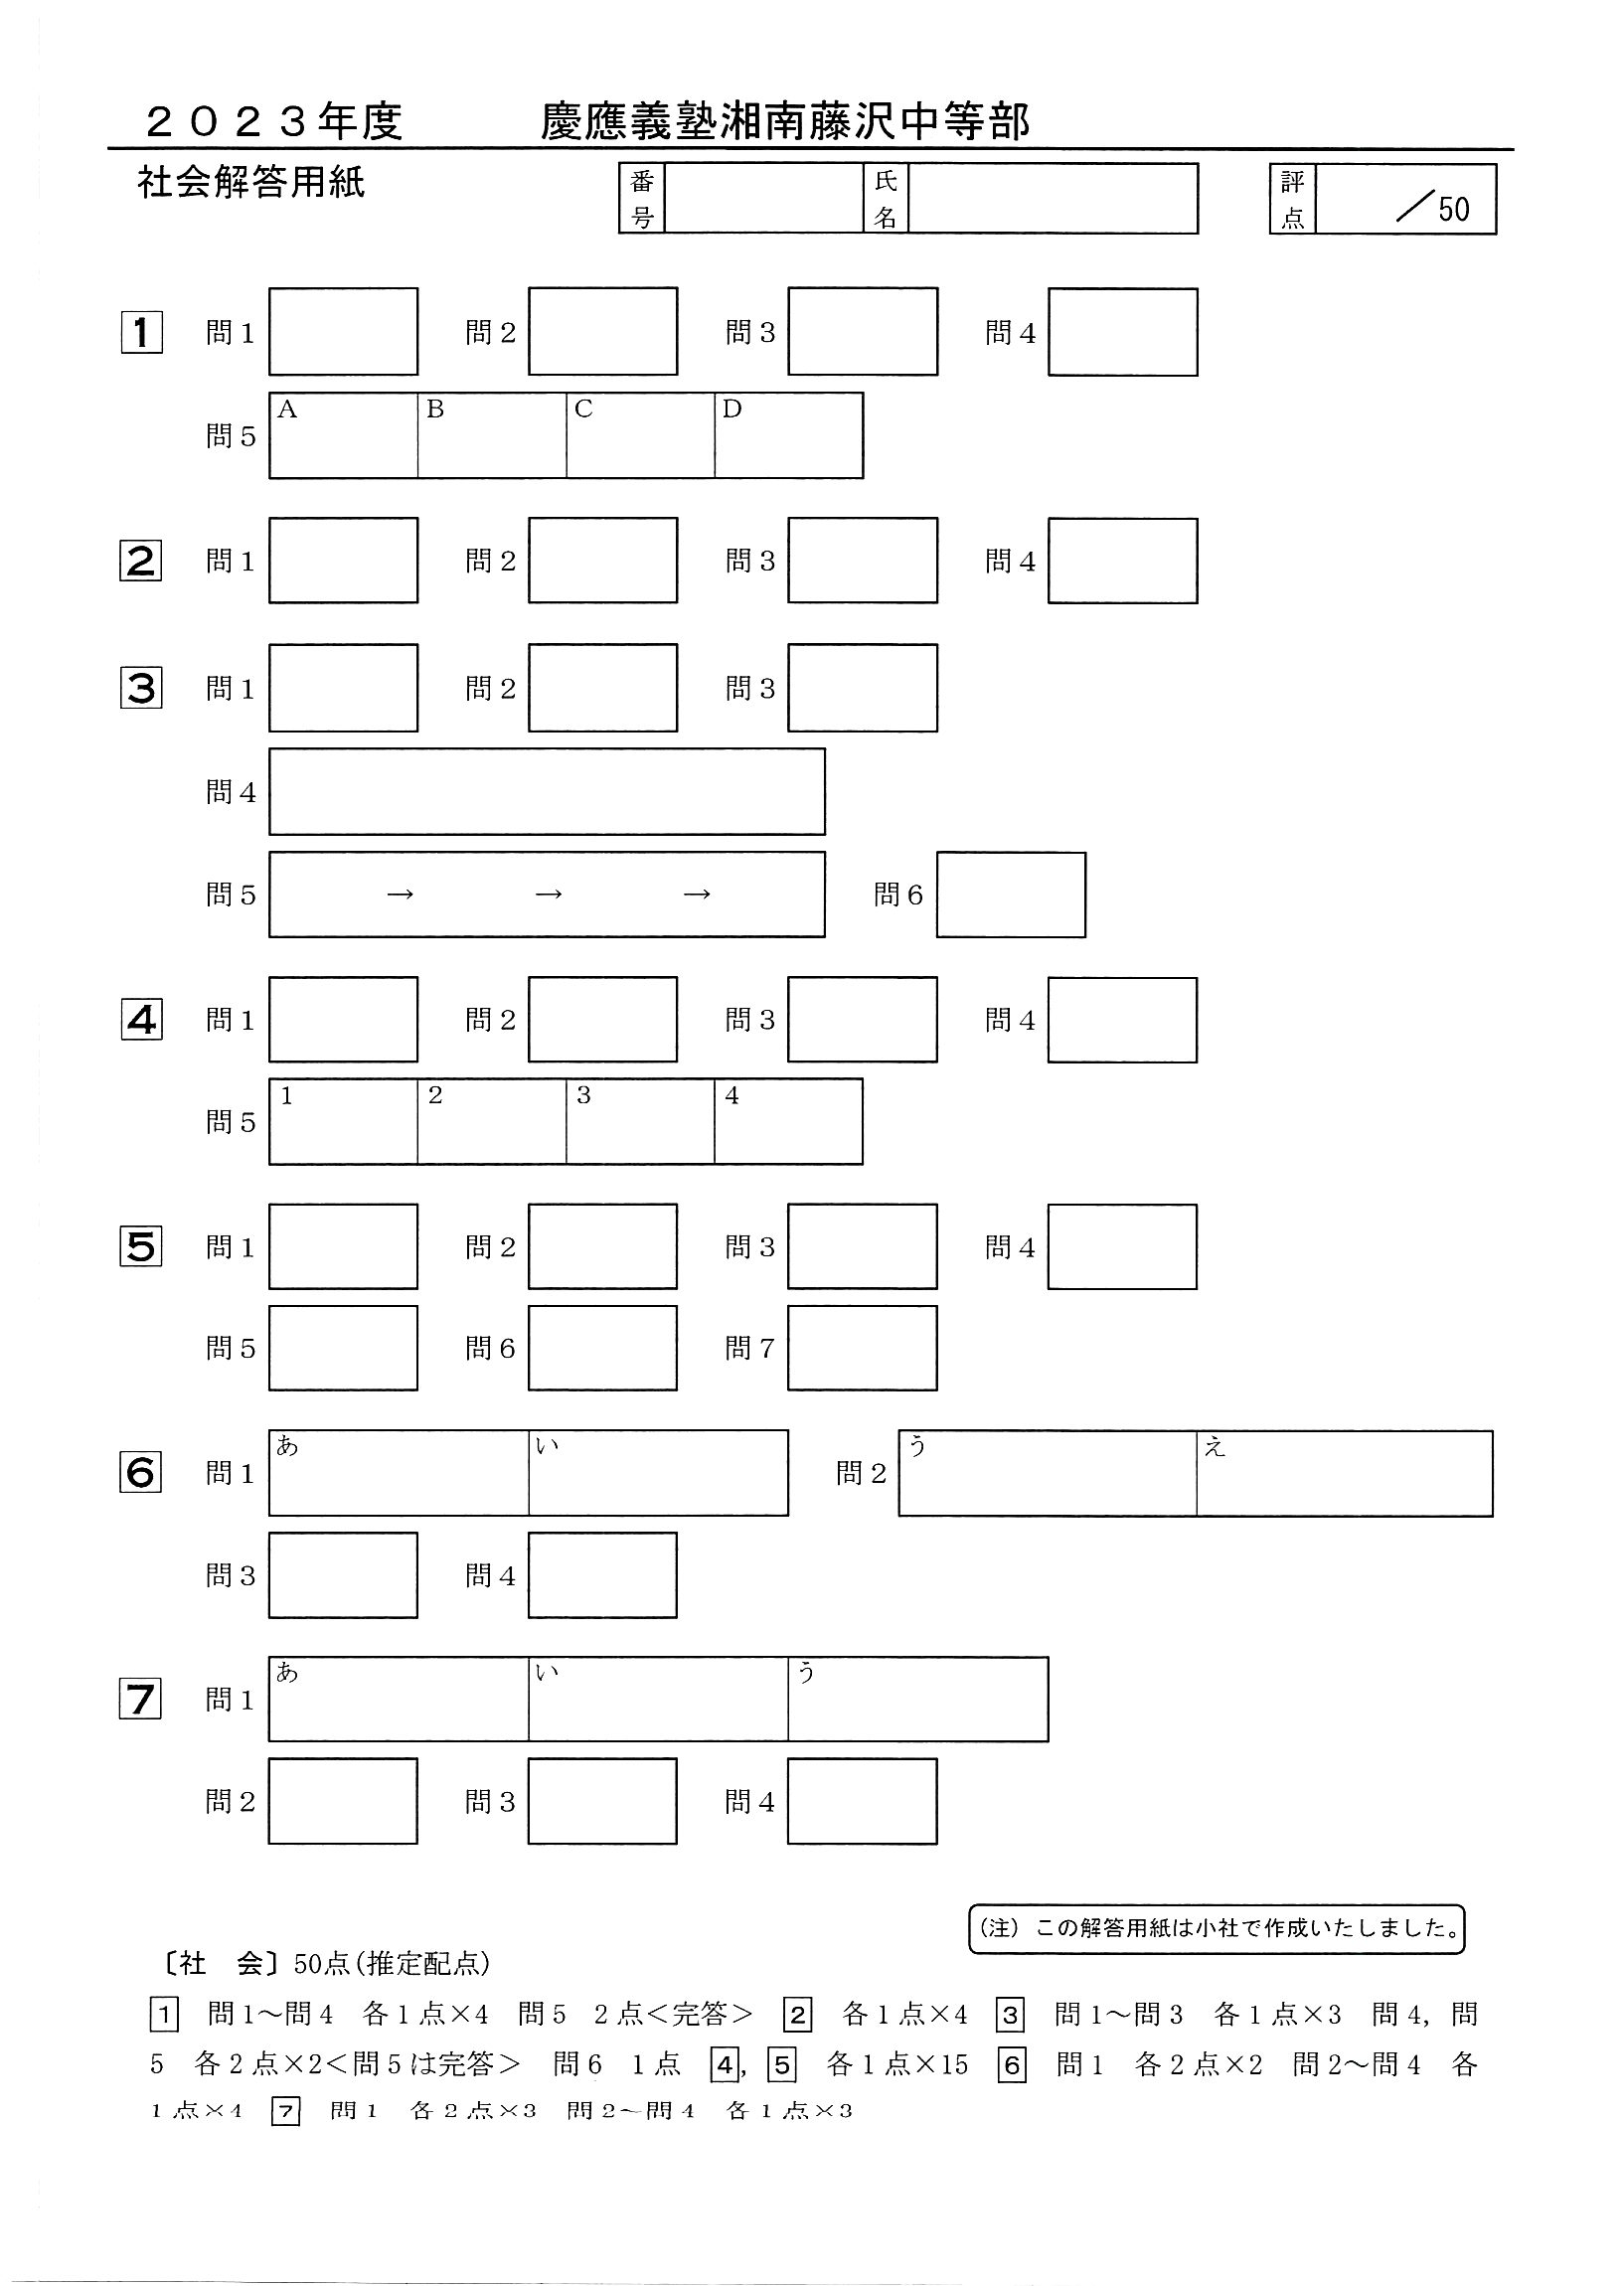 2023年度 慶應義塾湘南藤沢中等部
社会解答用紙 番号 氏名 評点 ／50
1 問1 問2 問3 問4
問5 A B C D
2 問1 問2 問3 問4
3 問1 問2 問3
問4
問5 → → → 問6
4 問1 問2 問3 問4
問5 1 2 3 4
5 問1 問2 問3 問4
問5 問6 問7
6 問1 あ い 問2 う え
問3 問4
7 問1 あ い う
問2 問3 問4
(注) この解答用紙は小社で作成いたしました。
〔社 会〕50点(推定配点)
1 問1～問4 各1点×4 問5 2点＜完答＞ 2 各1点×4 3 問1～問3 各1点×3 問4, 問
5 各2点×2＜問5は完答＞ 問6 1点 4, 5 各1点×15 6 問1 各2点×2 問2～問4 各
1点×4 7 問1 各2点×3 問2～問4 各1点×3